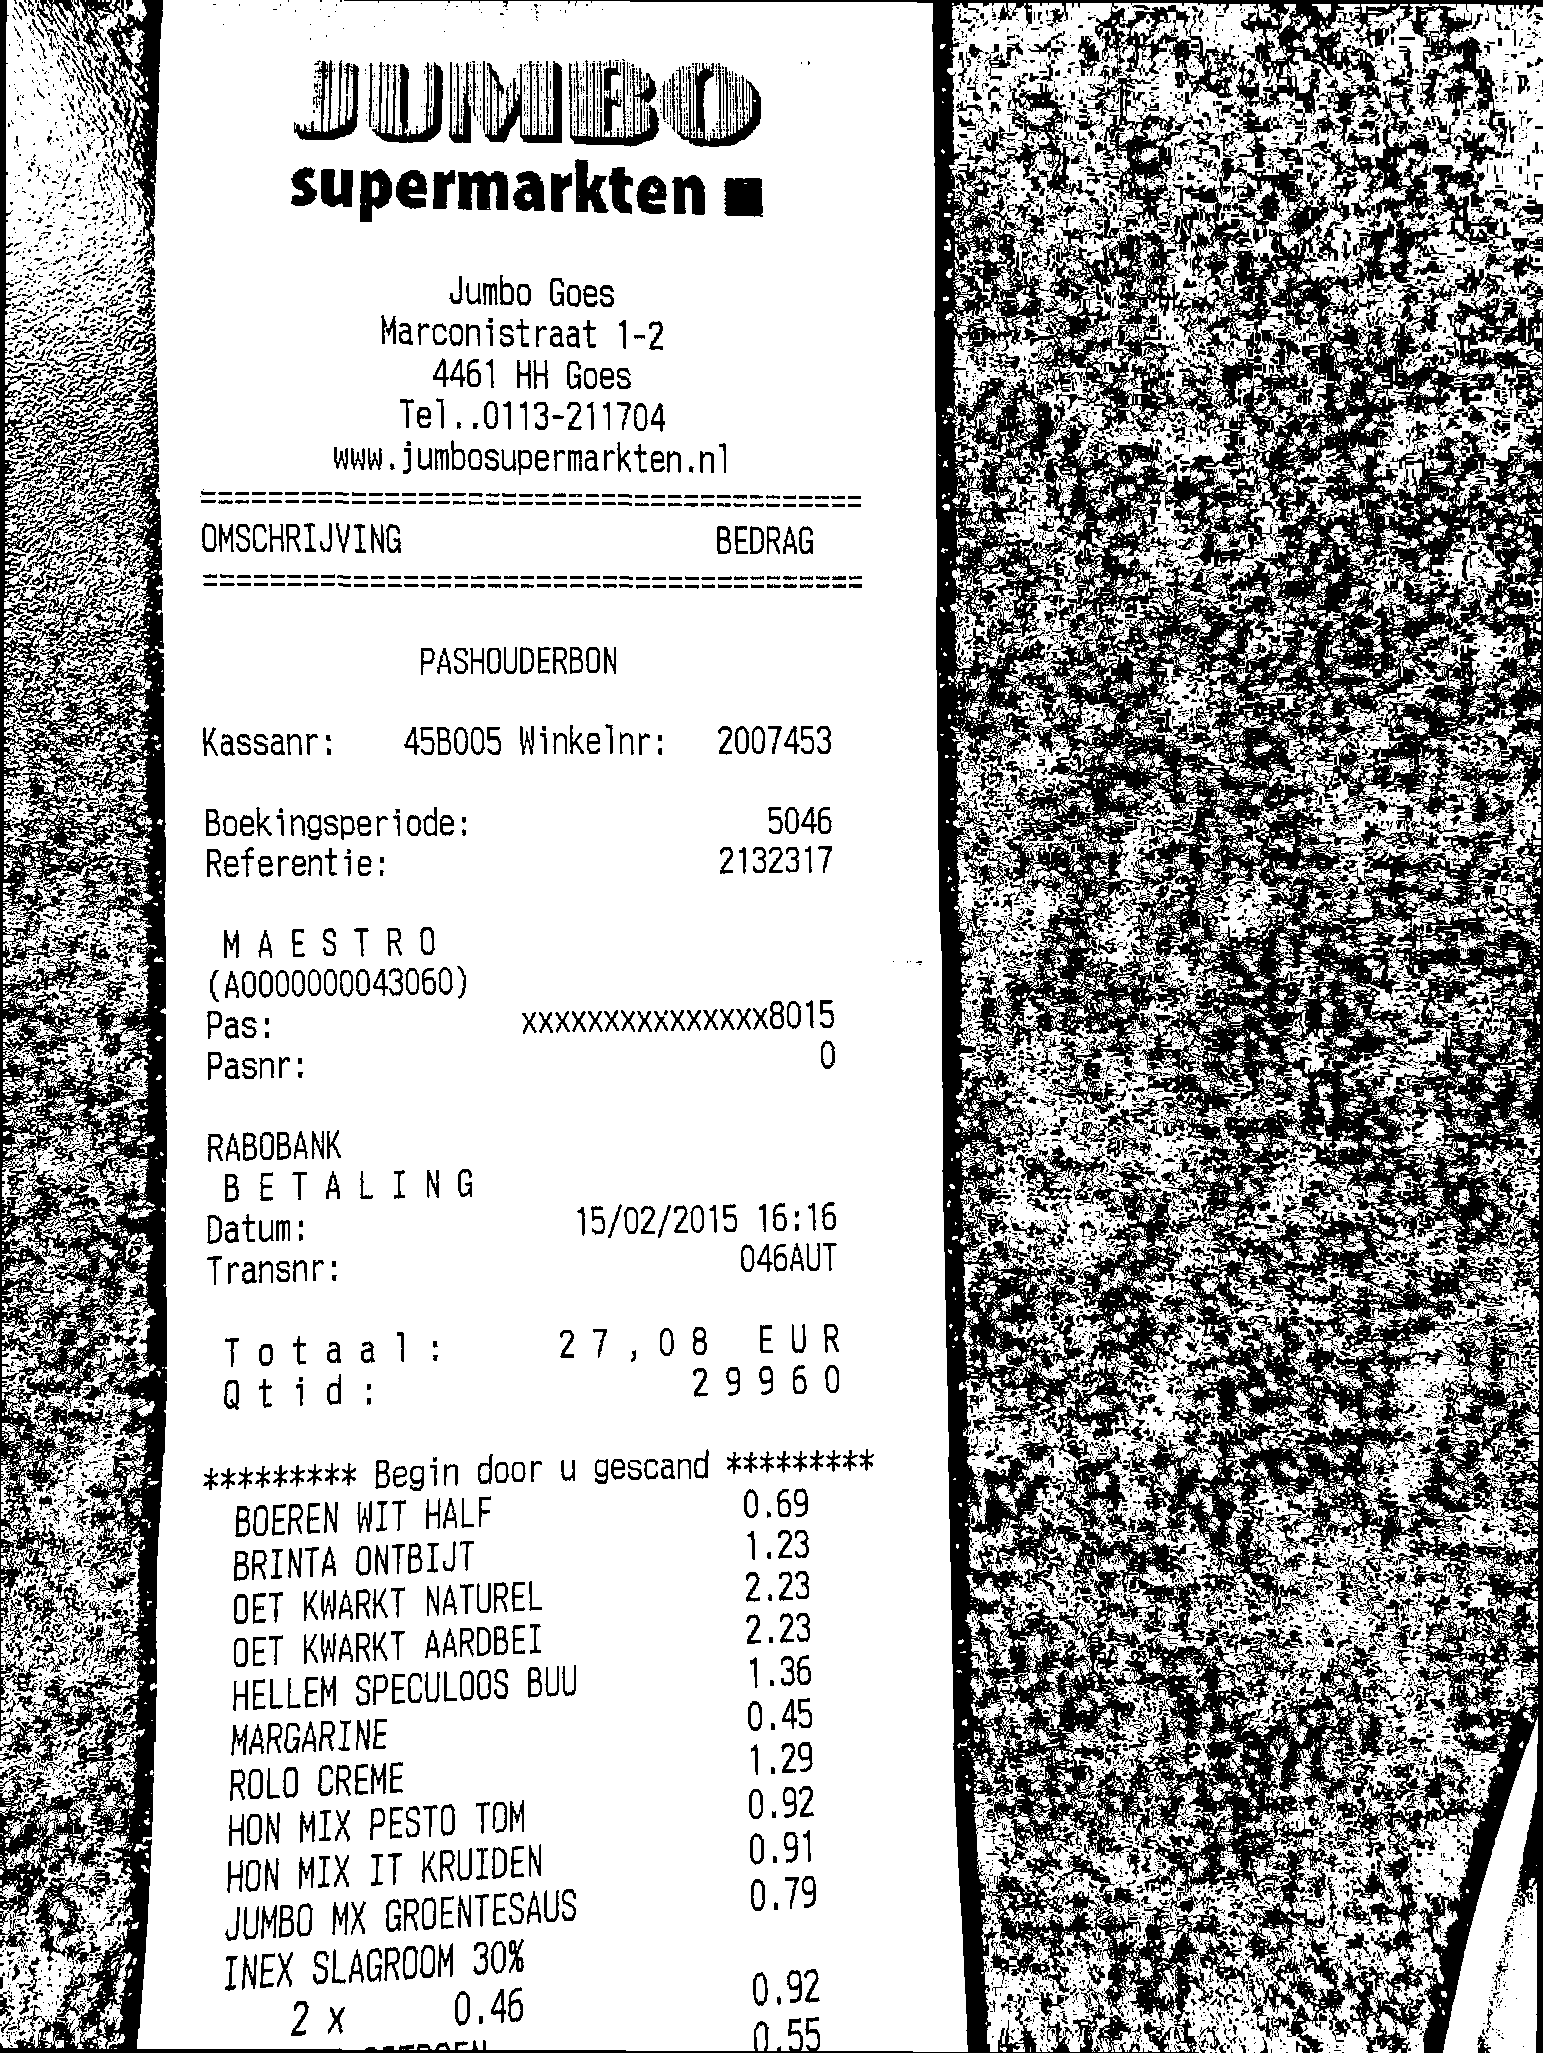 JUMBO
supermarkten
Jumbo Goes
Marconistraat 1-2
4461 HH Goes
Tel..0113-211704
www.jumbosupermarkten.nl
========================================
OMSCHRIJVING BEDRAG
========================================
PASHOUDERBON
Kassanr: 45B005 Winkelnr: 2007453
Boekingsperiode: 5046
Referentie: 2132317
M A E S T R O
(A0000000043060)
Pas: xxxxxxxxxxxxxxx8015
Pasnr: 0
RABOBANK
B E T A L I N G
Datum: 15/02/2015 16:16
Transnr: 046AUT
T o t a a l : 2 7 , 0 8 E U R
Q t i d : 2 9 9 6 0
********* Begin door u gescand *********
BOEREN WIT HALF 0.69
BRINTA ONTBIJT 1.23
OET KWARKT NATUREL 2.23
OET KWARKT AARDBEI 2.23
HELLEM SPECULOOS BUU 1.36
MARGARINE 0.45
ROLO CREME 1.29
HON MIX PESTO TOM 0.92
HON MIX IT KRUIDEN 0.91
JUMBO MX GROENTESAUS 0.79
INEX SLAGROOM 30%
2 x 0.46 0.92
0.55